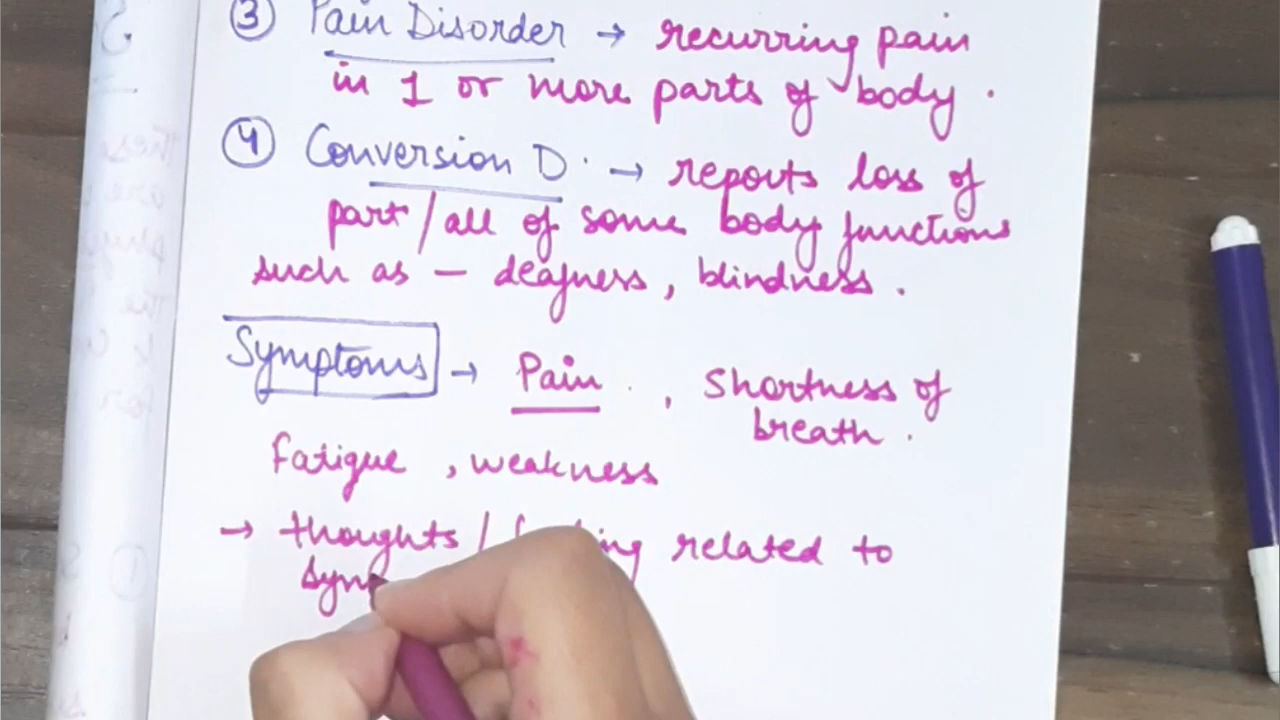 ③ Pain Disorder → recurring pain
in 1 or more parts of body.
④ Conversion D. → reports loss of
part/all of some body functions
such as – deafness, blindness.
Symptoms → Pain, Shortness of
breath.
fatigue, weakness
→ thoughts / related to